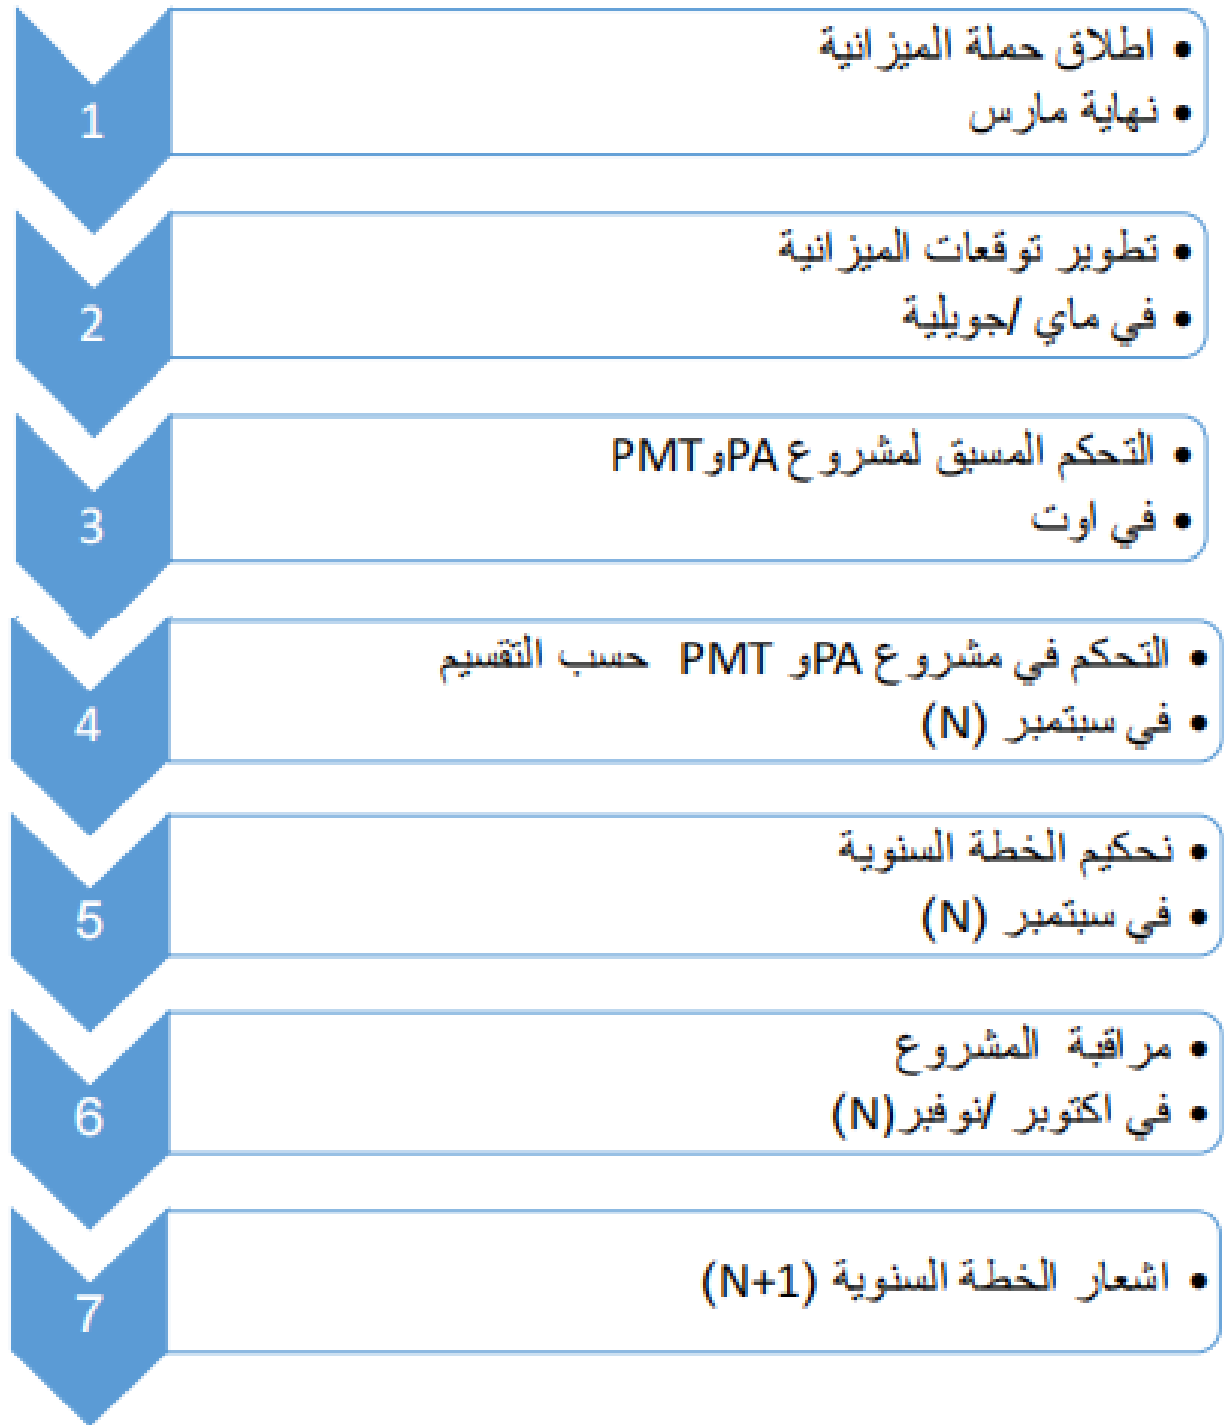 1
• اطلاق حملة الميزانية
• نهاية مارس
2
• تطوير توقعات الميزانية
• في ماي /جويلية
3
• التحكم المسبق لمشروع PAوPMT
• في اوت
4
• التحكم في مشروع PAو PMT حسب التقسيم
• في سبتمبر (N)
5
• نحكيم الخطة السنوية
• في سبتمبر (N)
6
• مراقبة المشروع
• في اكتوبر /نوفبر(N)
7
• اشعار الخطة السنوية (N+1)